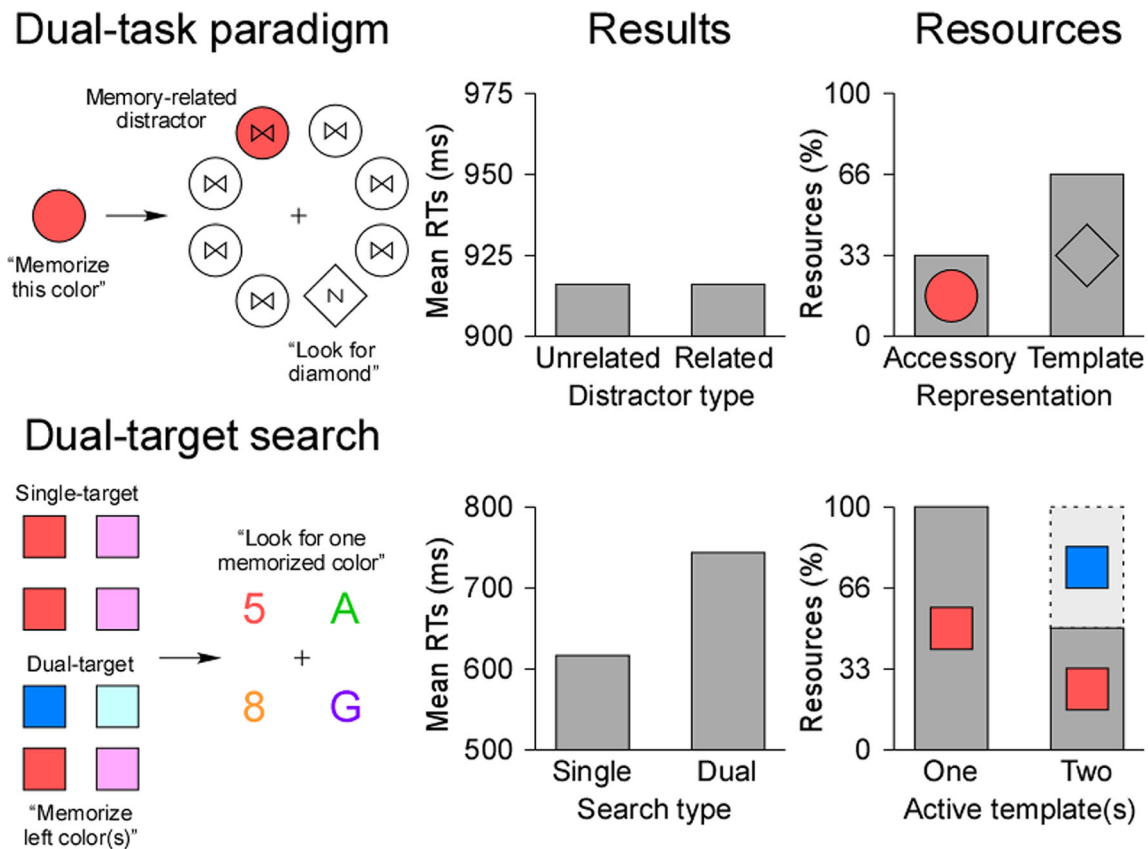 Dual-task paradigm
Memory-related
distractor
“Memorize
this color”
+
N
“Look for
diamond”
Results
Mean RTs (ms)
975
950
925
900
Unrelated Related
Distractor type
Resources
Resources (%)
100
66
33
0
Accessory Template
Representation
Dual-target search
Single-target
Dual-target
“Memorize
left color(s)”
“Look for one
memorized color”
5 A
+
8 G
Mean RTs (ms)
800
700
600
500
Single Dual
Search type
Resources (%)
100
66
33
0
One Two
Active template(s)